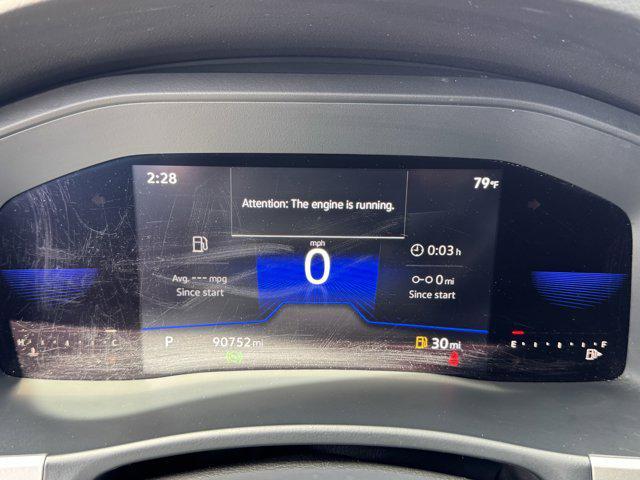 2:28
79°F
Attention: The engine is running.
mph
0
0:03 h
Avg. --- mpg
Since start
0 mi
Since start
P
90752 mi
30 mi
H
C
E
F